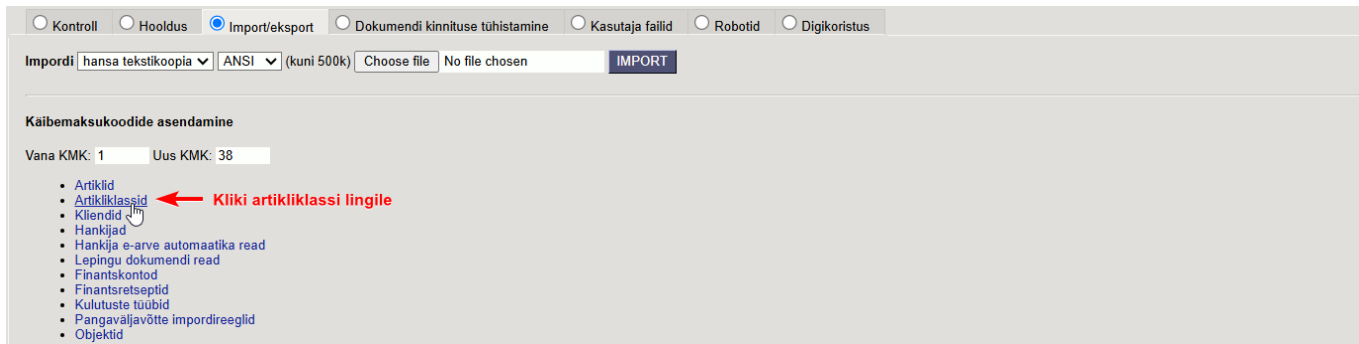 Kontroll Hooldus Import/eksport Dokumendi kinnituse tühistamine Kasutaja failid Robotid Digikoristus
Impordi hansa tekstikoopia ANSI (kuni 500k) Choose file No file chosen IMPORT
Käibemaksukoodide asendamine
Vana KMK: 1 Uus KMK: 38
Artiklid
Artikliklassid Kliki artikliklassi lingile
Kliendid
Hankijad
Hankija e-arve automaatika read
Lepingu dokumendi read
Finantskontod
Finantsretseptid
Kulutuste tüübid
Pangaväljavõtte impordireeglid
Objektid